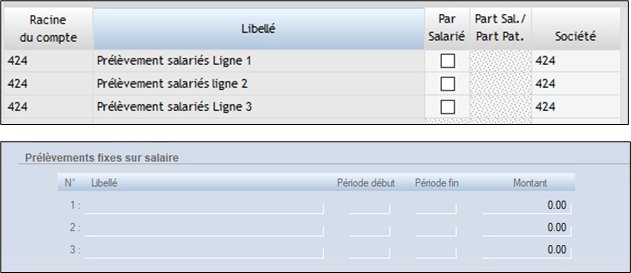 Racine du compte Libellé Par Salarié Part Sal./ Part Pat. Société
424 Prélèvement salariés Ligne 1 424
424 Prélèvement salariés ligne 2 424
424 Prélèvement salariés Ligne 3 424
Prélèvements fixes sur salaire
N° Libellé Période début Période fin Montant
1 : 0.00
2 : 0.00
3 : 0.00